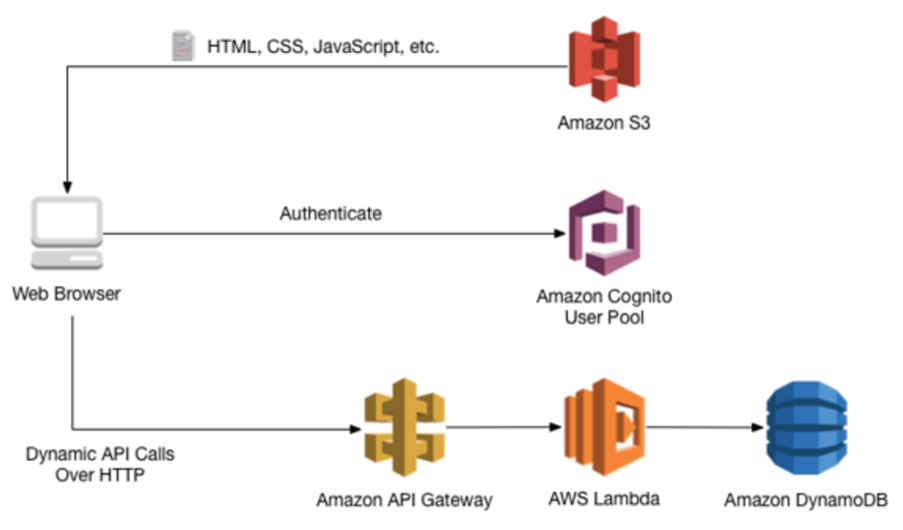 HTML, CSS, JavaScript, etc.
Amazon S3
Authenticate
Web Browser
Amazon Cognito
User Pool
Dynamic API Calls
Over HTTP
Amazon API Gateway
AWS Lambda
Amazon DynamoDB